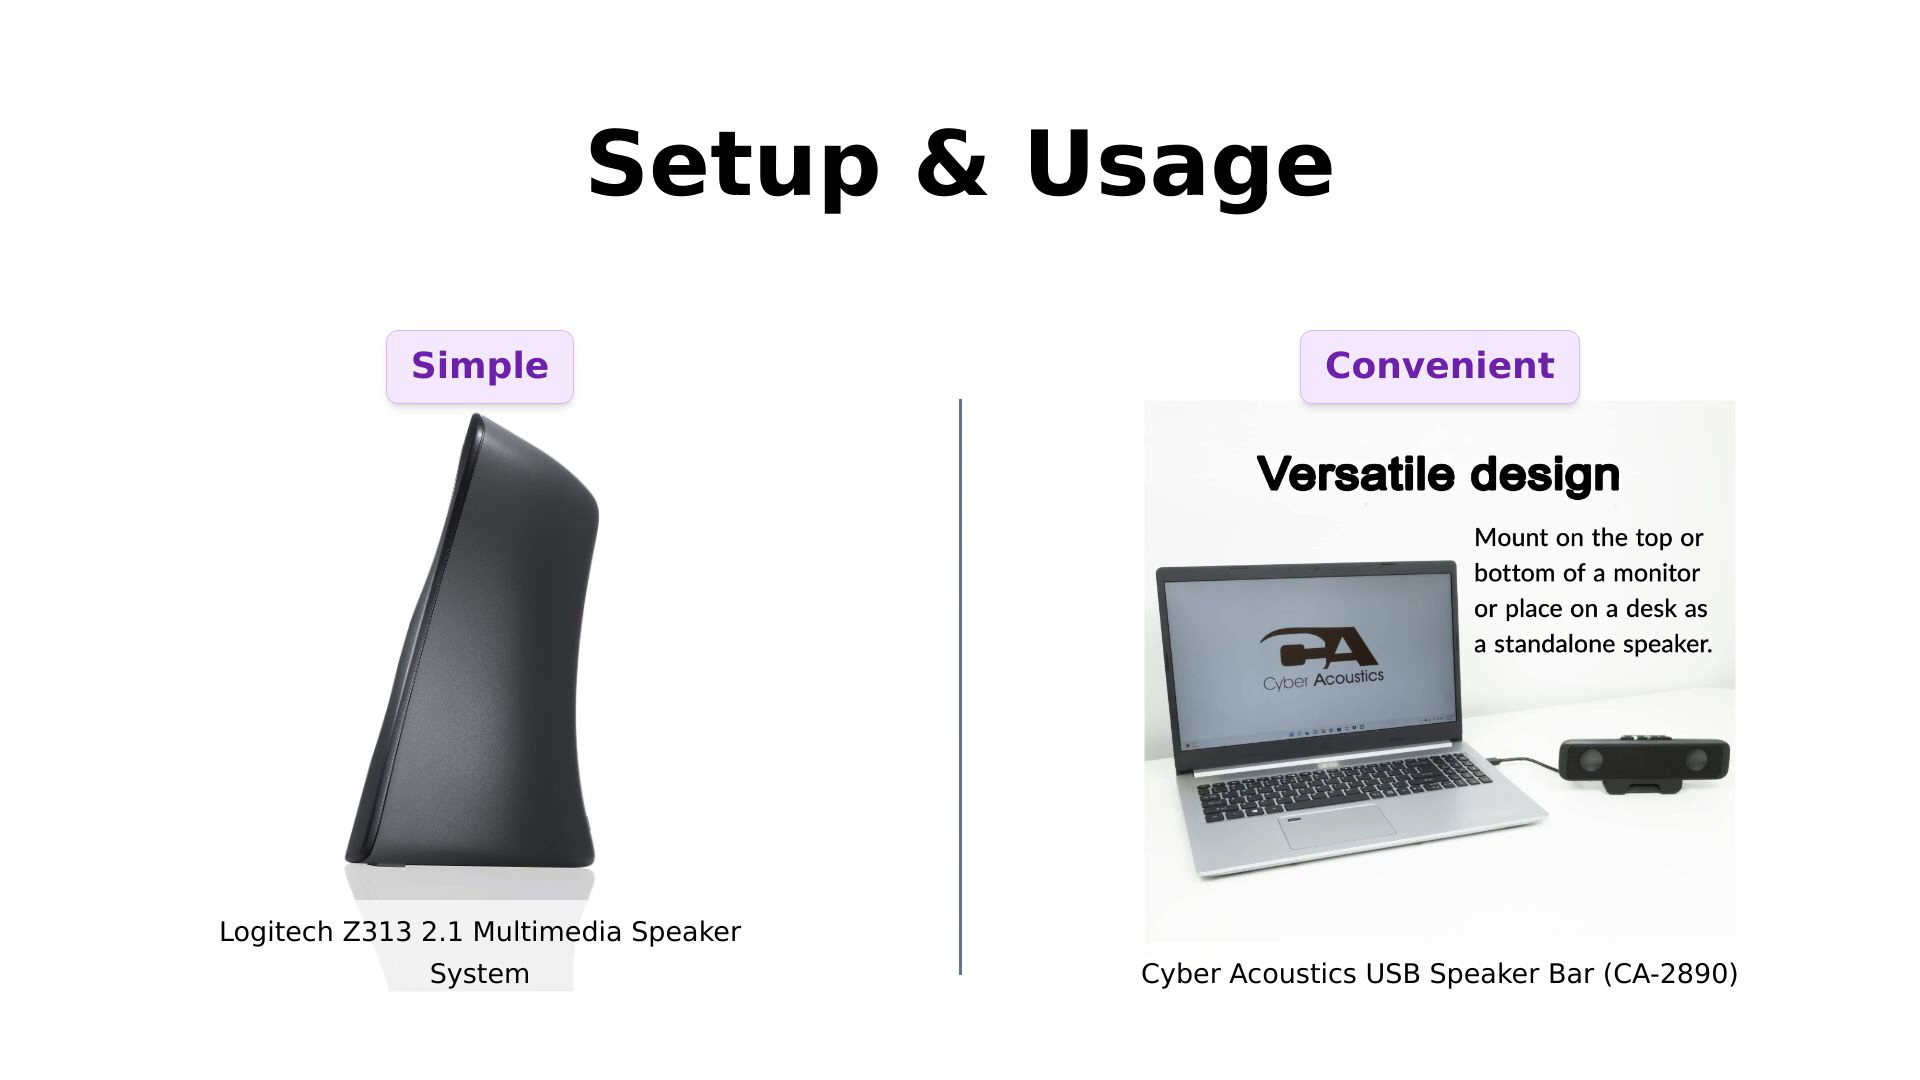 Setup & Usage
Simple
Logitech Z313 2.1 Multimedia Speaker
System
Convenient
Versatile design
Mount on the top or
bottom of a monitor
or place on a desk as
a standalone speaker.
CA
Cyber Acoustics
Cyber Acoustics USB Speaker Bar (CA-2890)